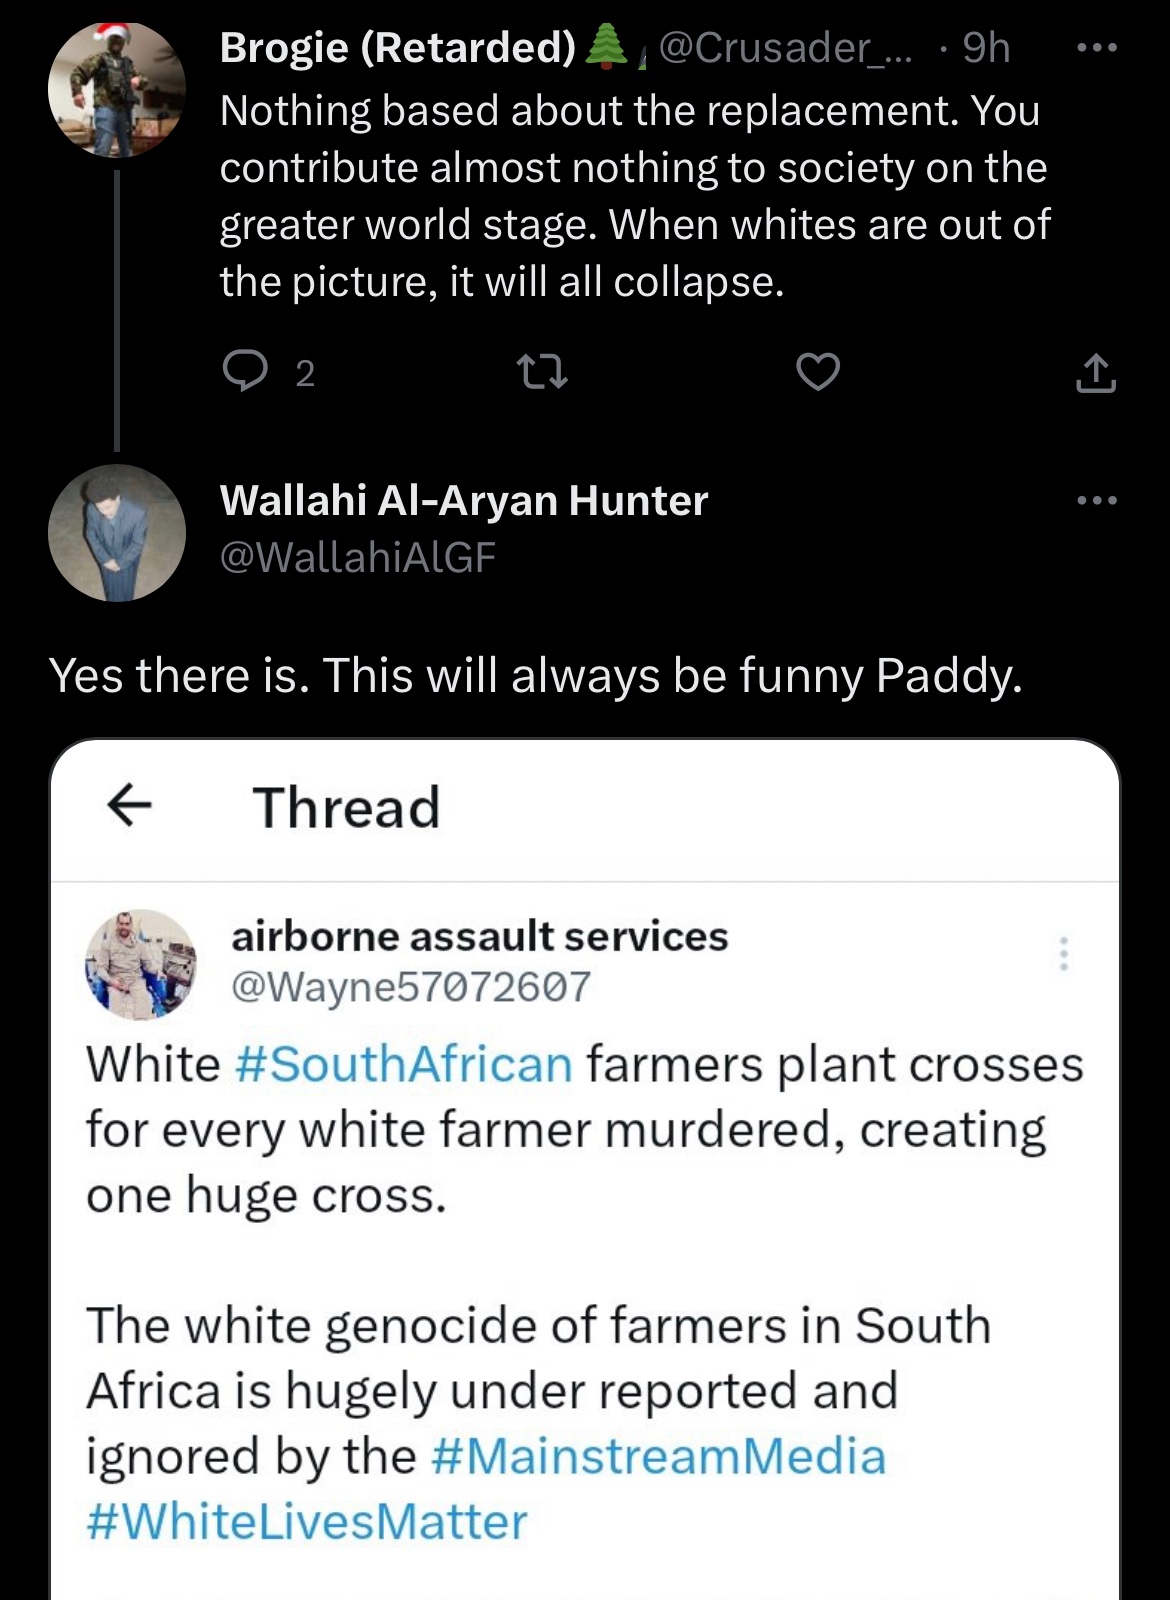 Brogie (Retarded)🎄 @Crusader_... · 9h
Nothing based about the replacement. You
contribute almost nothing to society on the
greater world stage. When whites are out of
the picture, it will all collapse.
2
Wallahi Al-Aryan Hunter
@WallahiAlGF
Yes there is. This will always be funny Paddy.
Thread
airborne assault services
@Wayne57072607
White #SouthAfrican farmers plant crosses
for every white farmer murdered, creating
one huge cross.
The white genocide of farmers in South
Africa is hugely under reported and
ignored by the #MainstreamMedia
#WhiteLivesMatter